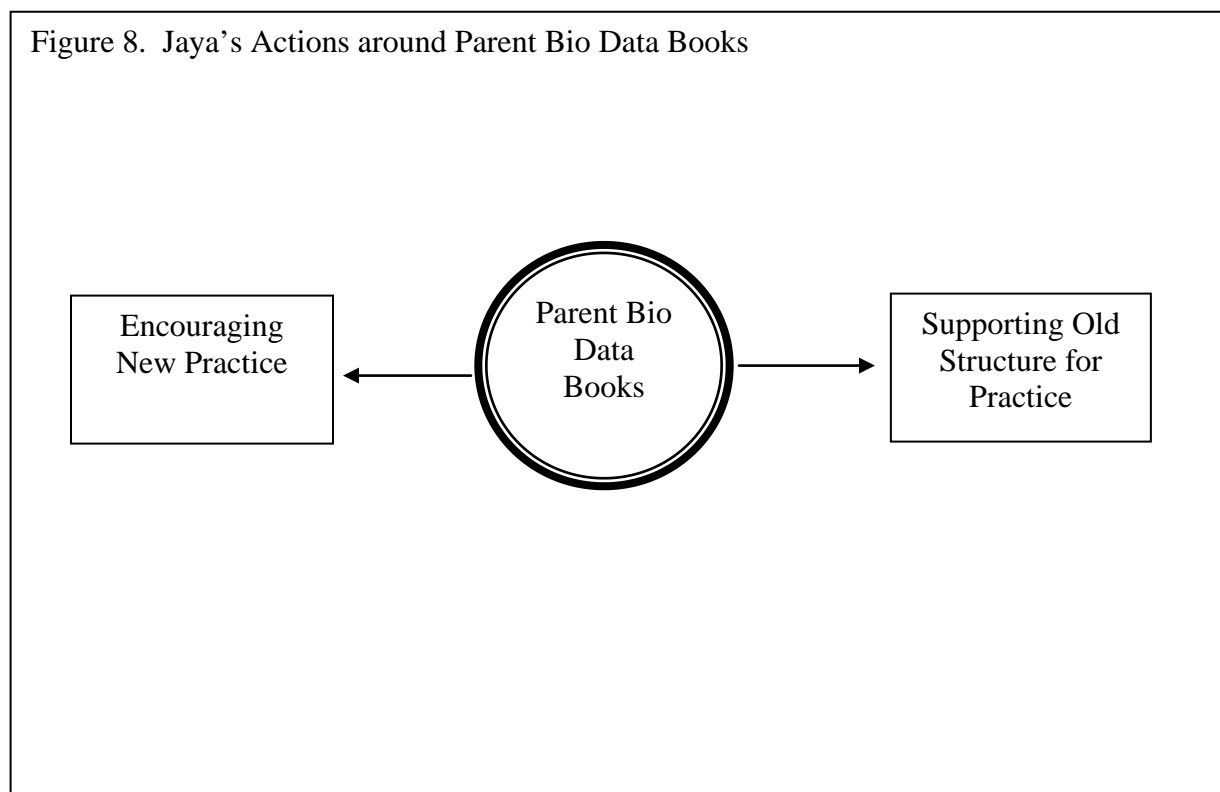 Figure 8.  Jaya’s Actions around Parent Bio Data Books
Encouraging
New Practice
Parent Bio
Data
Books
Supporting Old
Structure for
Practice